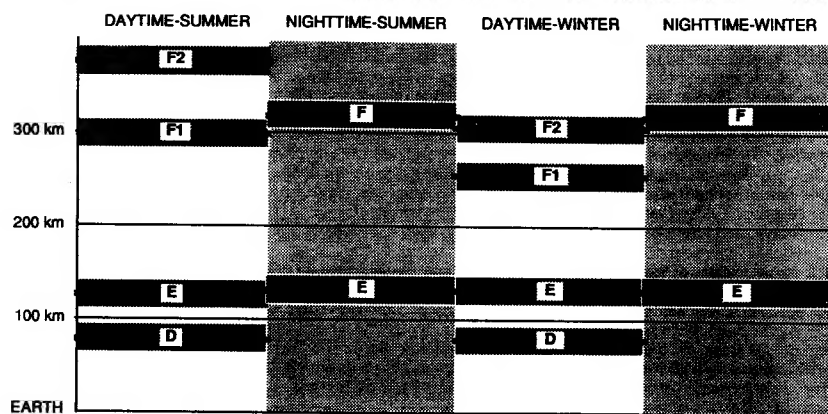 DAYTIME-SUMMER NIGHTTIME-SUMMER DAYTIME-WINTER NIGHTTIME-WINTER
F2
F F2 F
300 km F1
F1
200 km
E E E E
100 km
D D
EARTH